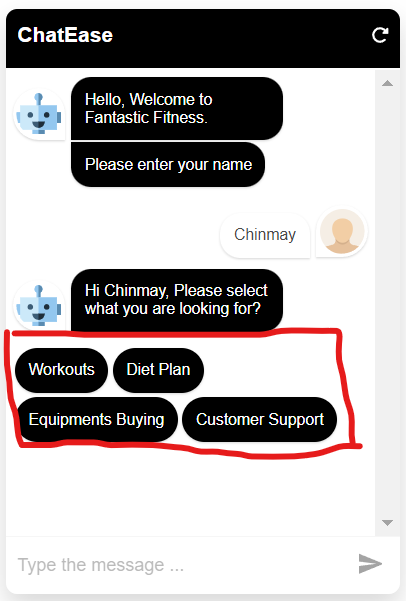 ChatEase
Hello, Welcome to
Fantastic Fitness.
Please enter your name
Chinmay
Hi Chinmay, Please select
what you are looking for?
Workouts
Diet Plan
Equipments Buying
Customer Support
Type the message ...